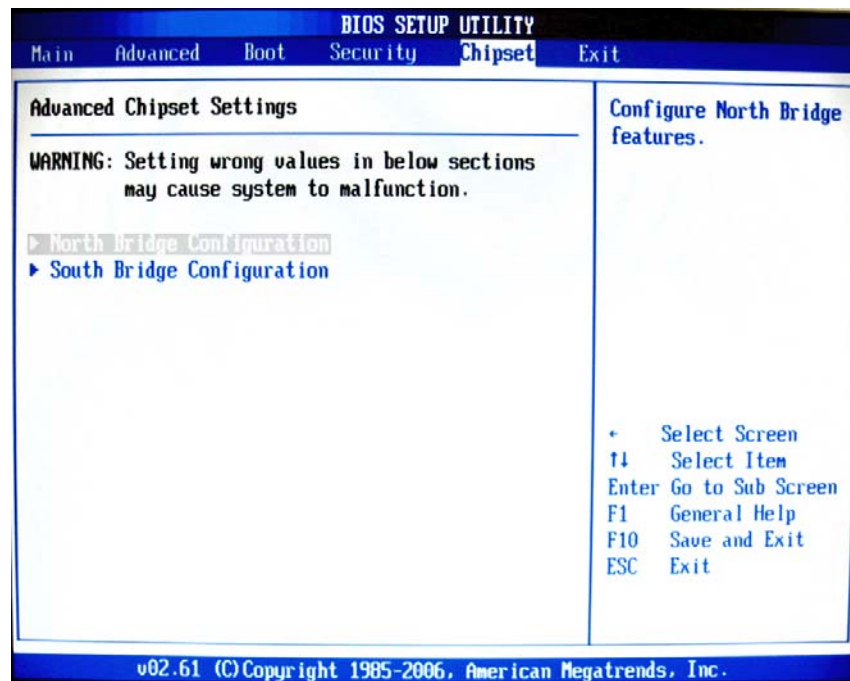 BIOS SETUP UTILITY
Main Advanced Boot Security Chipset Exit
Advanced Chipset Settings
WARNING: Setting wrong values in below sections
may cause system to malfunction.
▶ North Bridge Configuration
▶ South Bridge Configuration
Configure North Bridge
features.
← Select Screen
↑↓ Select Item
Enter Go to Sub Screen
F1 General Help
F10 Save and Exit
ESC Exit
v02.61 (C)Copyright 1985-2006, American Megatrends, Inc.